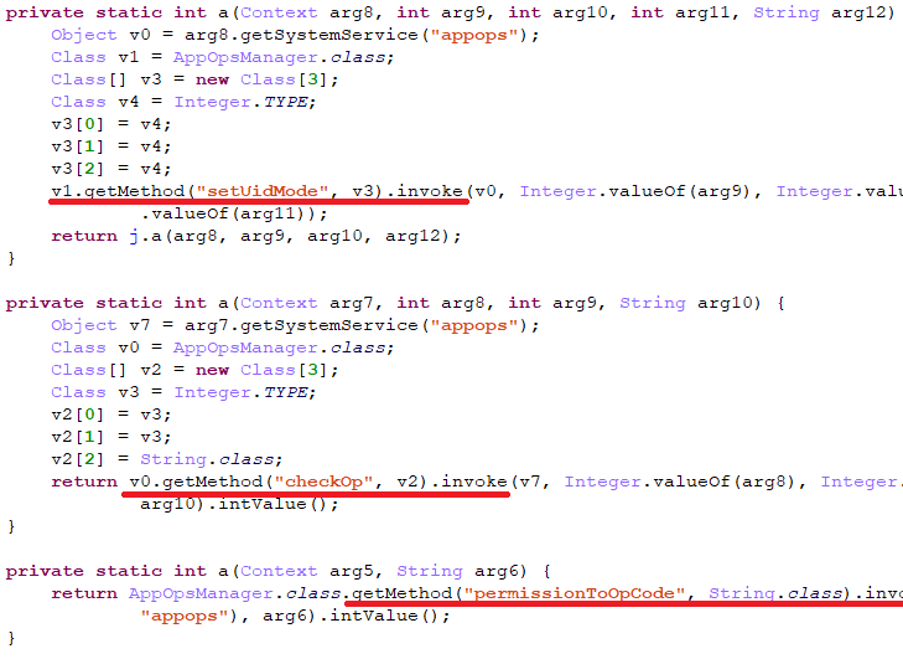 private static int a(Context arg8, int arg9, int arg10, int arg11, String arg12)
Object v0 = arg8.getSystemService("appops");
Class v1 = AppOpsManager.class;
Class[] v3 = new Class[3];
Class v4 = Integer.TYPE;
v3[0] = v4;
v3[1] = v4;
v3[2] = v4;
v1.getMethod("setUidMode", v3).invoke(v0, Integer.valueOf(arg9), Integer.valu
.valueOf(arg11));
return j.a(arg8, arg9, arg10, arg12);
}
private static int a(Context arg7, int arg8, int arg9, String arg10) {
Object v7 = arg7.getSystemService("appops");
Class v0 = AppOpsManager.class;
Class[] v2 = new Class[3];
Class v3 = Integer.TYPE;
v2[0] = v3;
v2[1] = v3;
v2[2] = String.class;
return v0.getMethod("checkOp", v2).invoke(v7, Integer.valueOf(arg8), Integer.
arg10).intValue();
}
private static int a(Context arg5, String arg6) {
return AppOpsManager.class.getMethod("permissionToOpCode", String.class).invo
"appops"), arg6).intValue();
}